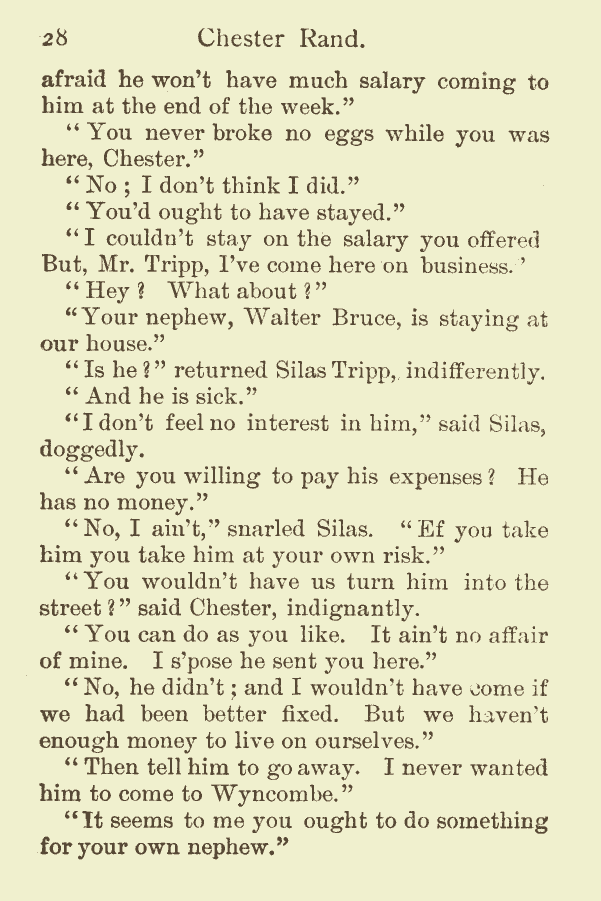 28 Chester Rand.
afraid he won't have much salary coming to
him at the end of the week."
"You never broke no eggs while you was
here, Chester."
"No; I don't think I did."
"You'd ought to have stayed."
"I couldn't stay on the salary you offered
But, Mr. Tripp, I've come here on business.'
"Hey? What about?"
"Your nephew, Walter Bruce, is staying at
our house."
"Is he?" returned Silas Tripp, indifferently.
"And he is sick."
"I don't feel no interest in him," said Silas,
doggedly.
"Are you willing to pay his expenses? He
has no money."
"No, I ain't," snarled Silas. "Ef you take
him you take him at your own risk."
"You wouldn't have us turn him into the
street?" said Chester, indignantly.
"You can do as you like. It ain't no affair
of mine. I s'pose he sent you here."
"No, he didn't; and I wouldn't have come if
we had been better fixed. But we haven't
enough money to live on ourselves."
"Then tell him to go away. I never wanted
him to come to Wyncombe."
"It seems to me you ought to do something
for your own nephew."